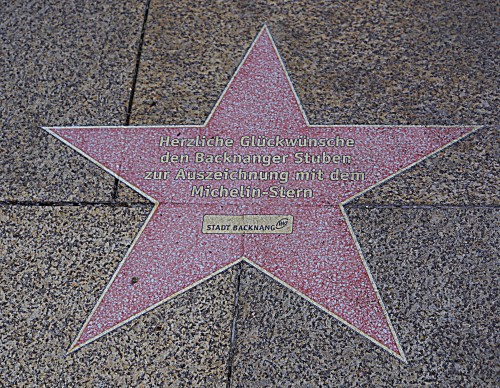 Herzliche Glückwünsche
den Backnanger Stuben
zur Auszeichnung mit dem
Michelin-Stern
STADT BACKNANG